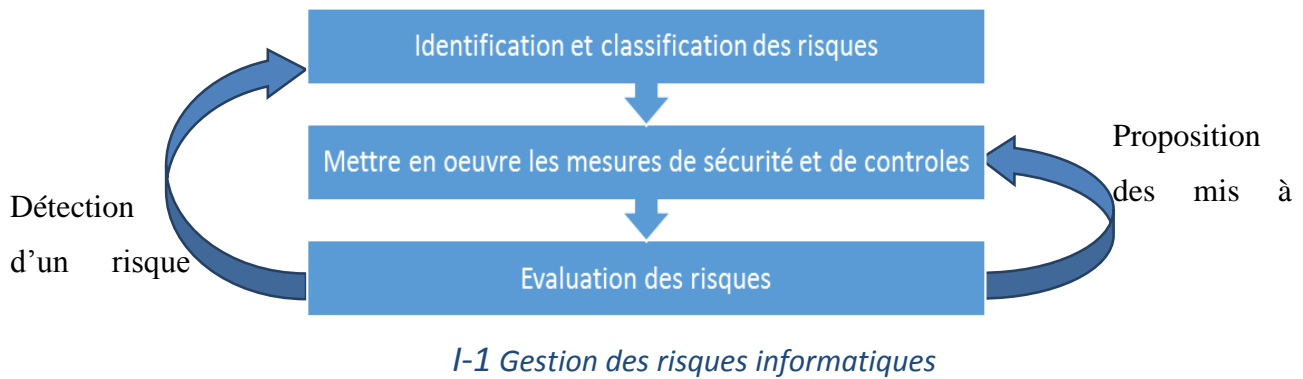 Identification et classification des risques
Mettre en oeuvre les mesures de sécurité et de controles
Evaluation des risques
Détection
d’un risque
Proposition
des mis à
I-1 Gestion des risques informatiques